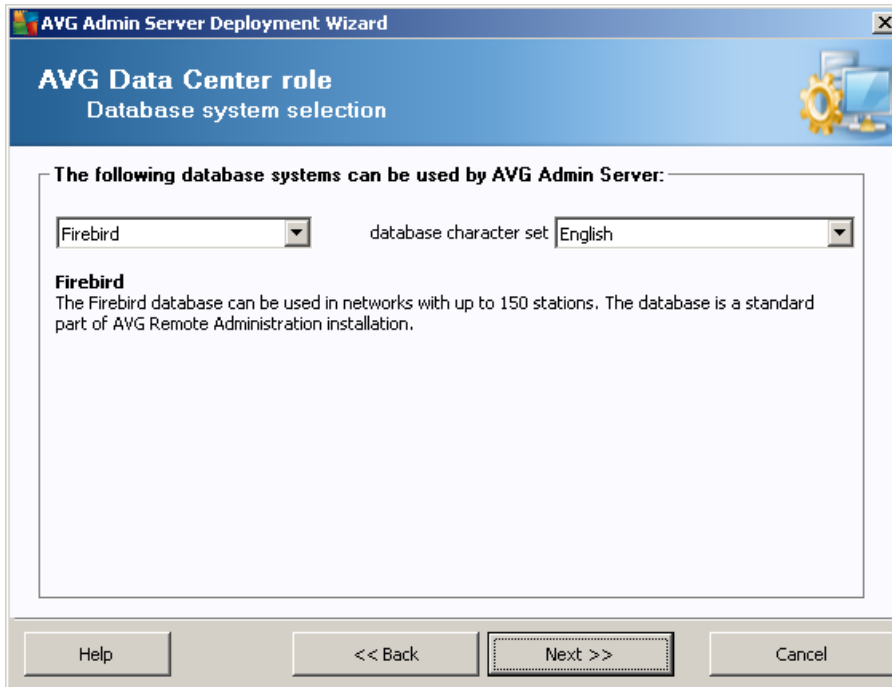 AVG Admin Server Deployment Wizard
AVG Data Center role
Database system selection
The following database systems can be used by AVG Admin Server:
Firebird
database character set English
Firebird
The Firebird database can be used in networks with up to 150 stations. The database is a standard
part of AVG Remote Administration installation.
Help
<< Back
Next >>
Cancel